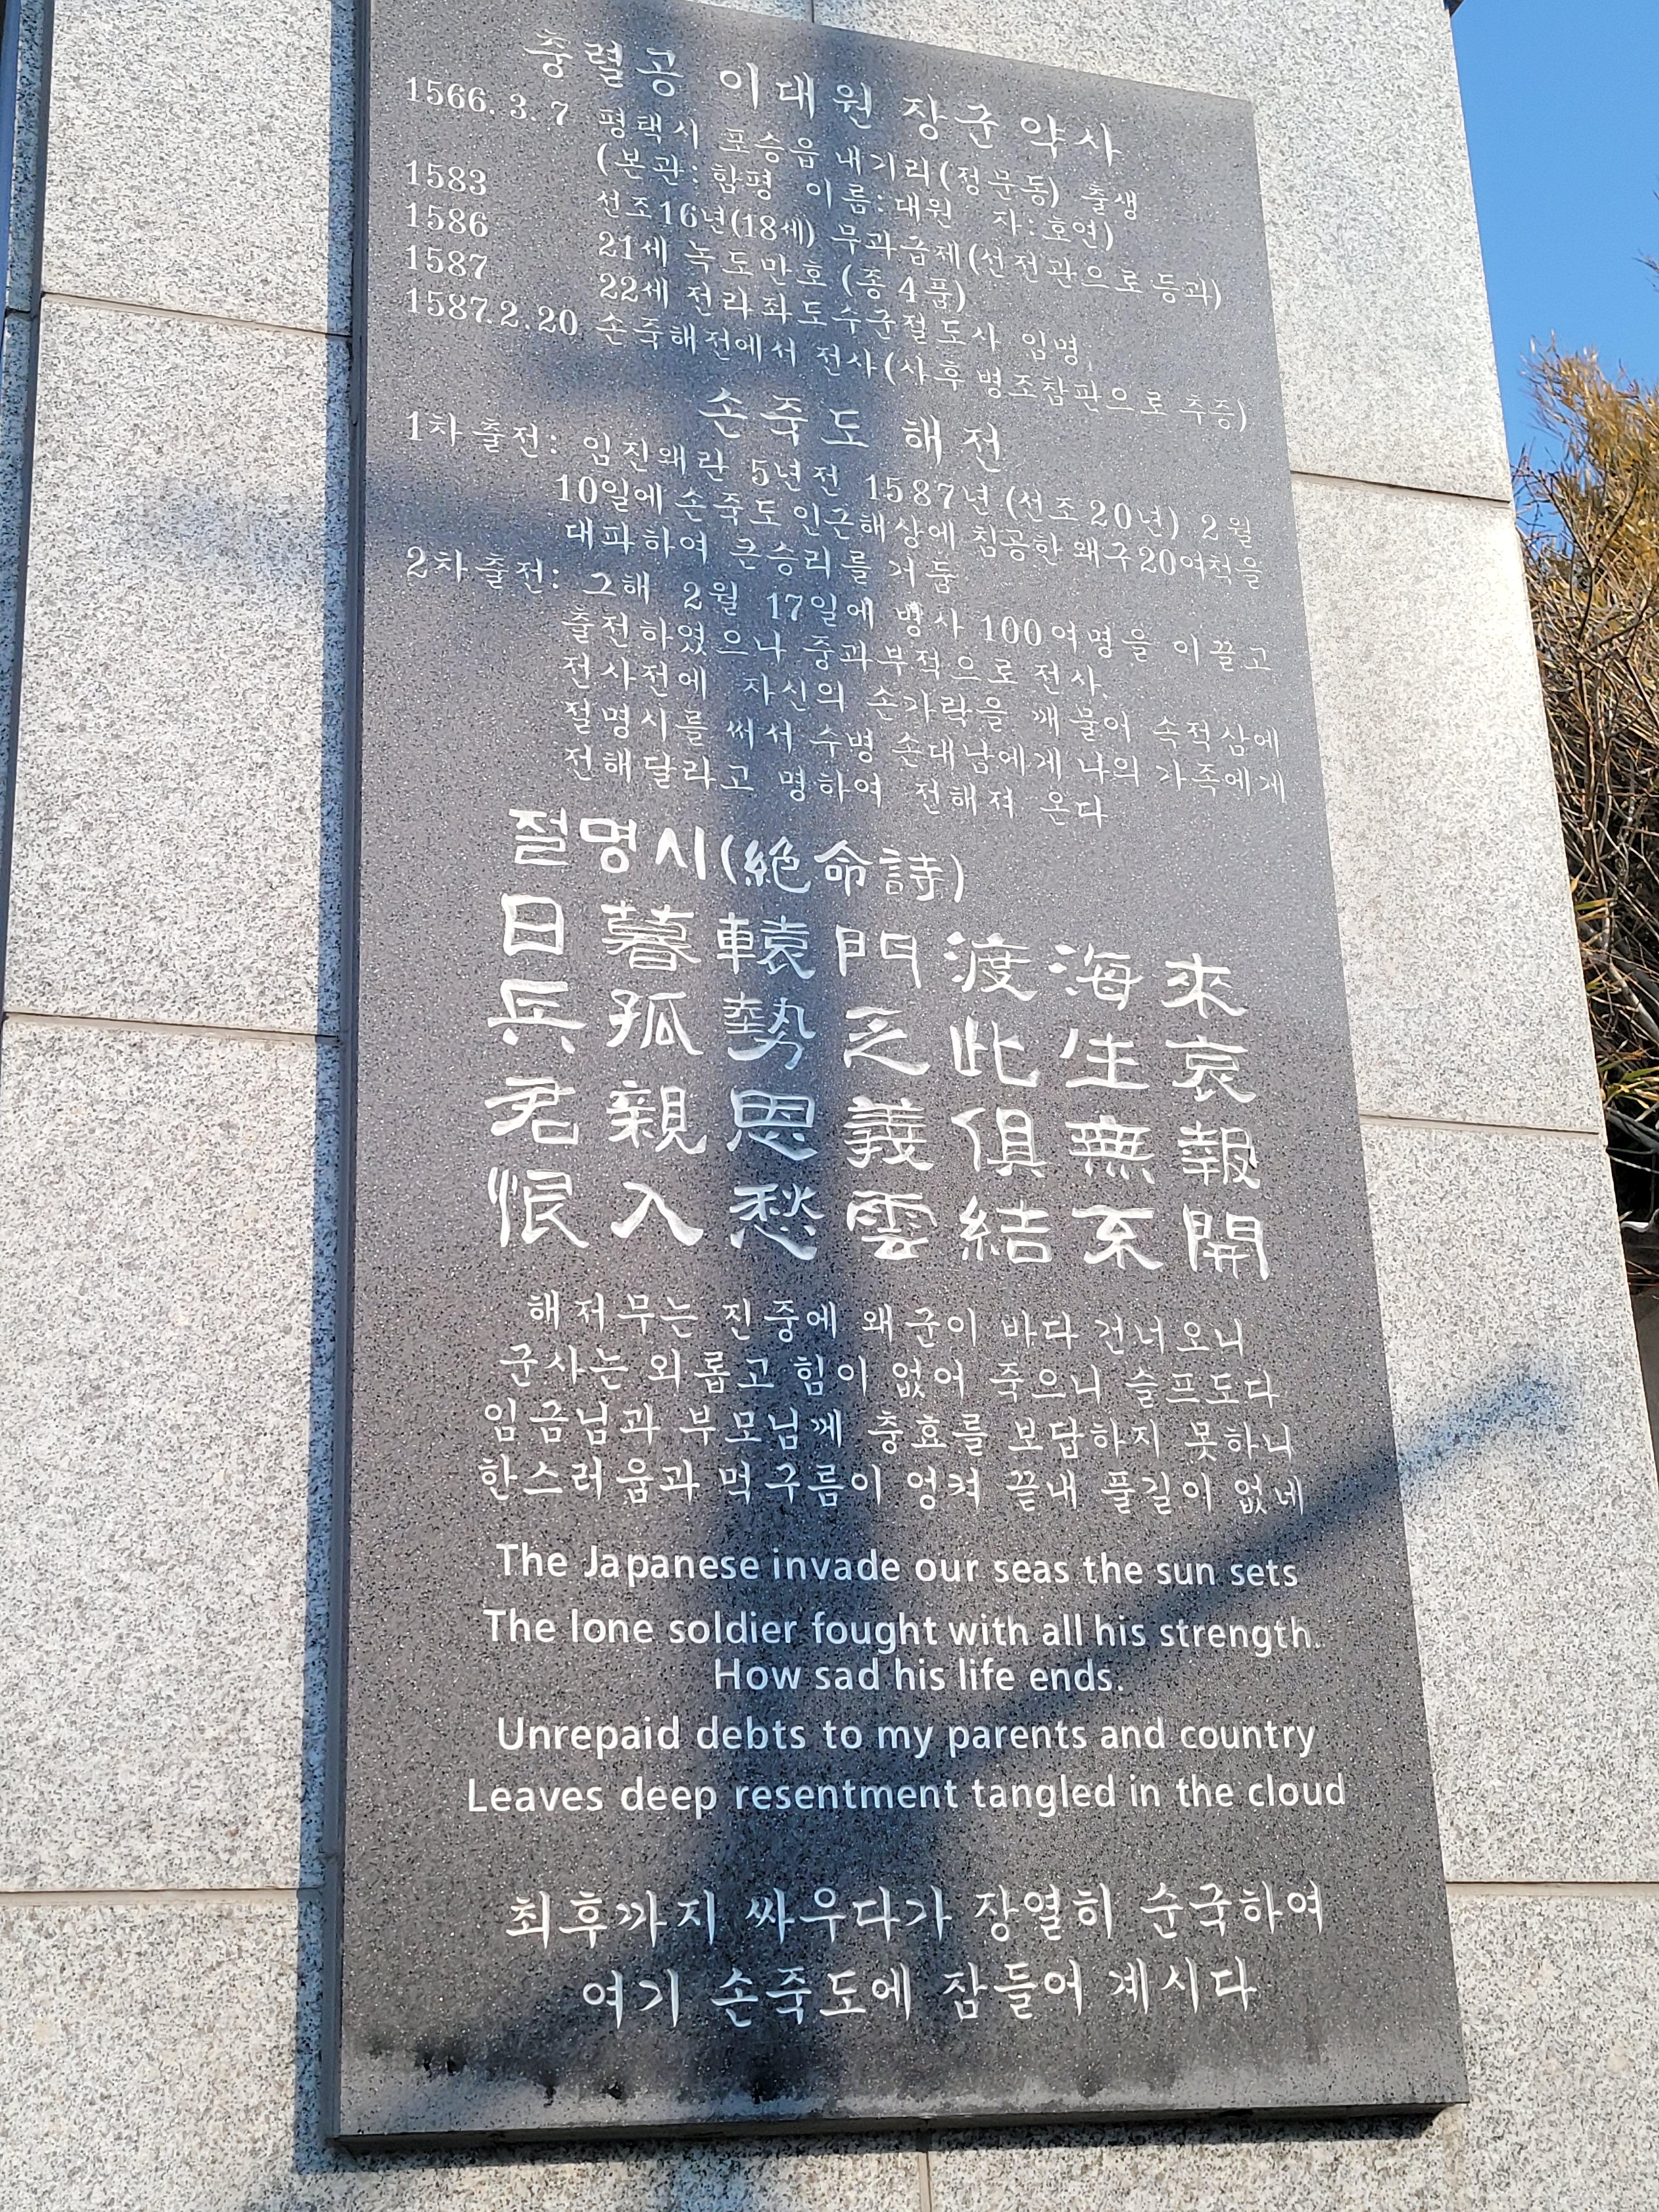 충렬공 이대원 장군 약사
1566. 3. 7 평택시 포승읍 내기리(정문동) 출생
(본관: 함평 이름: 대원 자: 호연)
1583 선조16년(18세) 무과급제(선전관으로 등과)
1586 21세 녹도만호 (종4품)
1587 22세 전라좌도수군절도사 임명,
1587.2.20 손죽해전에서 전사(사후 병조참판으로 추증)
손죽도 해전
1차출전: 임진왜란 5년전 1587년 (선조20년) 2월
10일에 손죽도 인근해상에 침공한 왜구20여척을
대파하여 큰승리를 거둠
2차출전: 그해 2월 17일에 병사 100여명을 이끌고
출전하였으나 중과부적으로 전사.
전사전에 자신의 손가락을 깨물어 속적삼에
절명시를 써서 수병 손대남에게 나의 가족에게
전해달라고 명하여 전해져 온다
절명시(絶命詩)
日暮轅門渡海來
兵孤勢乏此生哀
君親恩義俱無報
恨入愁雲結不開
해저무는 진중에 왜군이 바다 건너오니
군사는 외롭고 힘이 없어 죽으니 슬프도다
임금님과 부모님께 충효를 보답하지 못하니
한스러움과 먹구름이 엉켜 끝내 풀길이 없네
The Japanese invade our seas the sun sets
The lone soldier fought with all his strength.
How sad his life ends.
Unrepaid debts to my parents and country
Leaves deep resentment tangled in the cloud
최후까지 싸우다가 장열히 순국하여
여기 손죽도에 잠들어 계시다